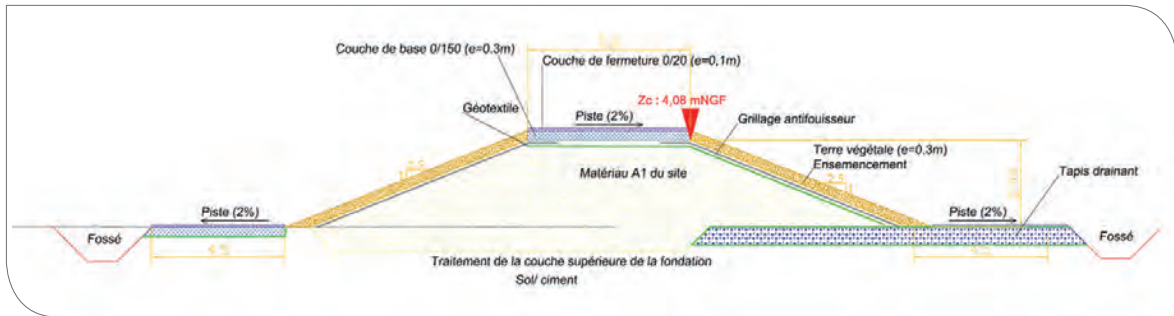 Couche de base 0/150 (e=0.3m)
Couche de fermeture 0/20 (e=0,1m)
Zc : 4,08 mNGF
Géotextile
Piste (2%)
Grillage antifouisseur
Terre végétale (e=0,3m)
Ensemencement
Matériau A1 du site
Tapis drainant
2.5
Piste (2%)
Piste (2%)
Fossé
Fossé
Traitement de la couche supérieure de la fondation
Sol/ ciment